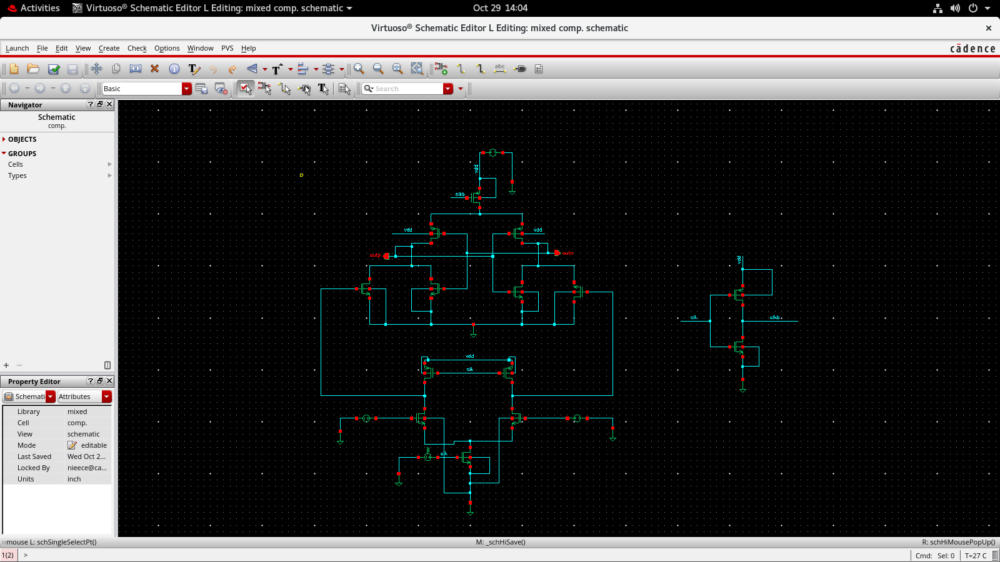 Activities Virtuoso® Schematic Editor L Editing: mixed comp. schematic Oct 29 14:04
Virtuoso® Schematic Editor L Editing: mixed comp. schematic ×
Launch File Edit View Create Check Options Window PVS Help cādence
abc
Basic Search
Navigator ?
Schematic
comp.
OBJECTS
GROUPS
Cells
Types
vdd
clkb
vdd vdd
outp outn
vdd
clk clkb
vdd
clk
clk
Property Editor ?
Schemati Attributes
Library mixed
Cell comp.
View schematic
Mode editable
Last Saved Wed Oct 2...
Locked By nieece@ca...
Units inch
mouse L: schSingleSelectPt() M: _schHiSave() R: schHiMousePopUp()
1(2) > Cmd: Sel: 0 T=27 C